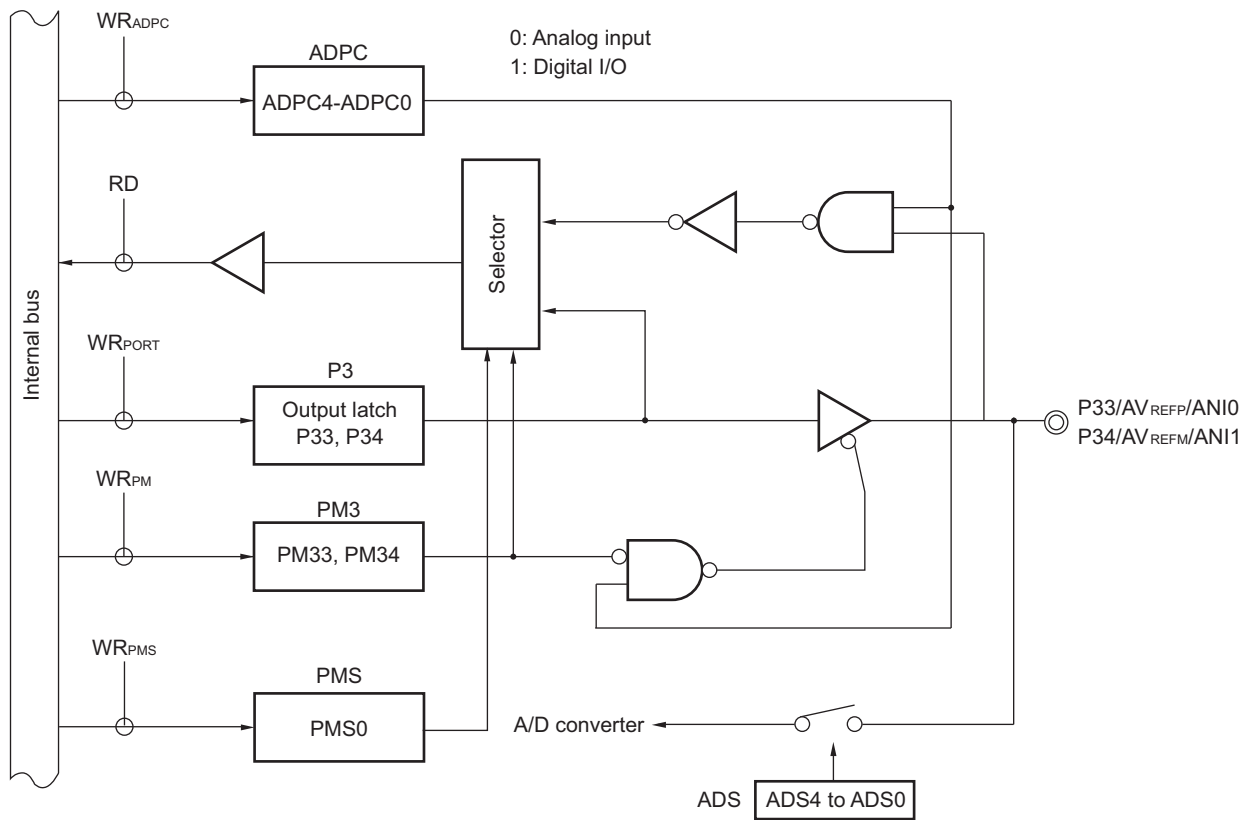 WRADPC
0: Analog input
1: Digital I/O
ADPC
ADPC4-ADPC0
RD
Selector
Internal bus
WRPORT
P3
Output latch
P33, P34
P33/AVREFP/ANI0
P34/AVREFM/ANI1
WRPM
PM3
PM33, PM34
WRPMS
PMS
PMS0
A/D converter
ADS
ADS4 to ADS0